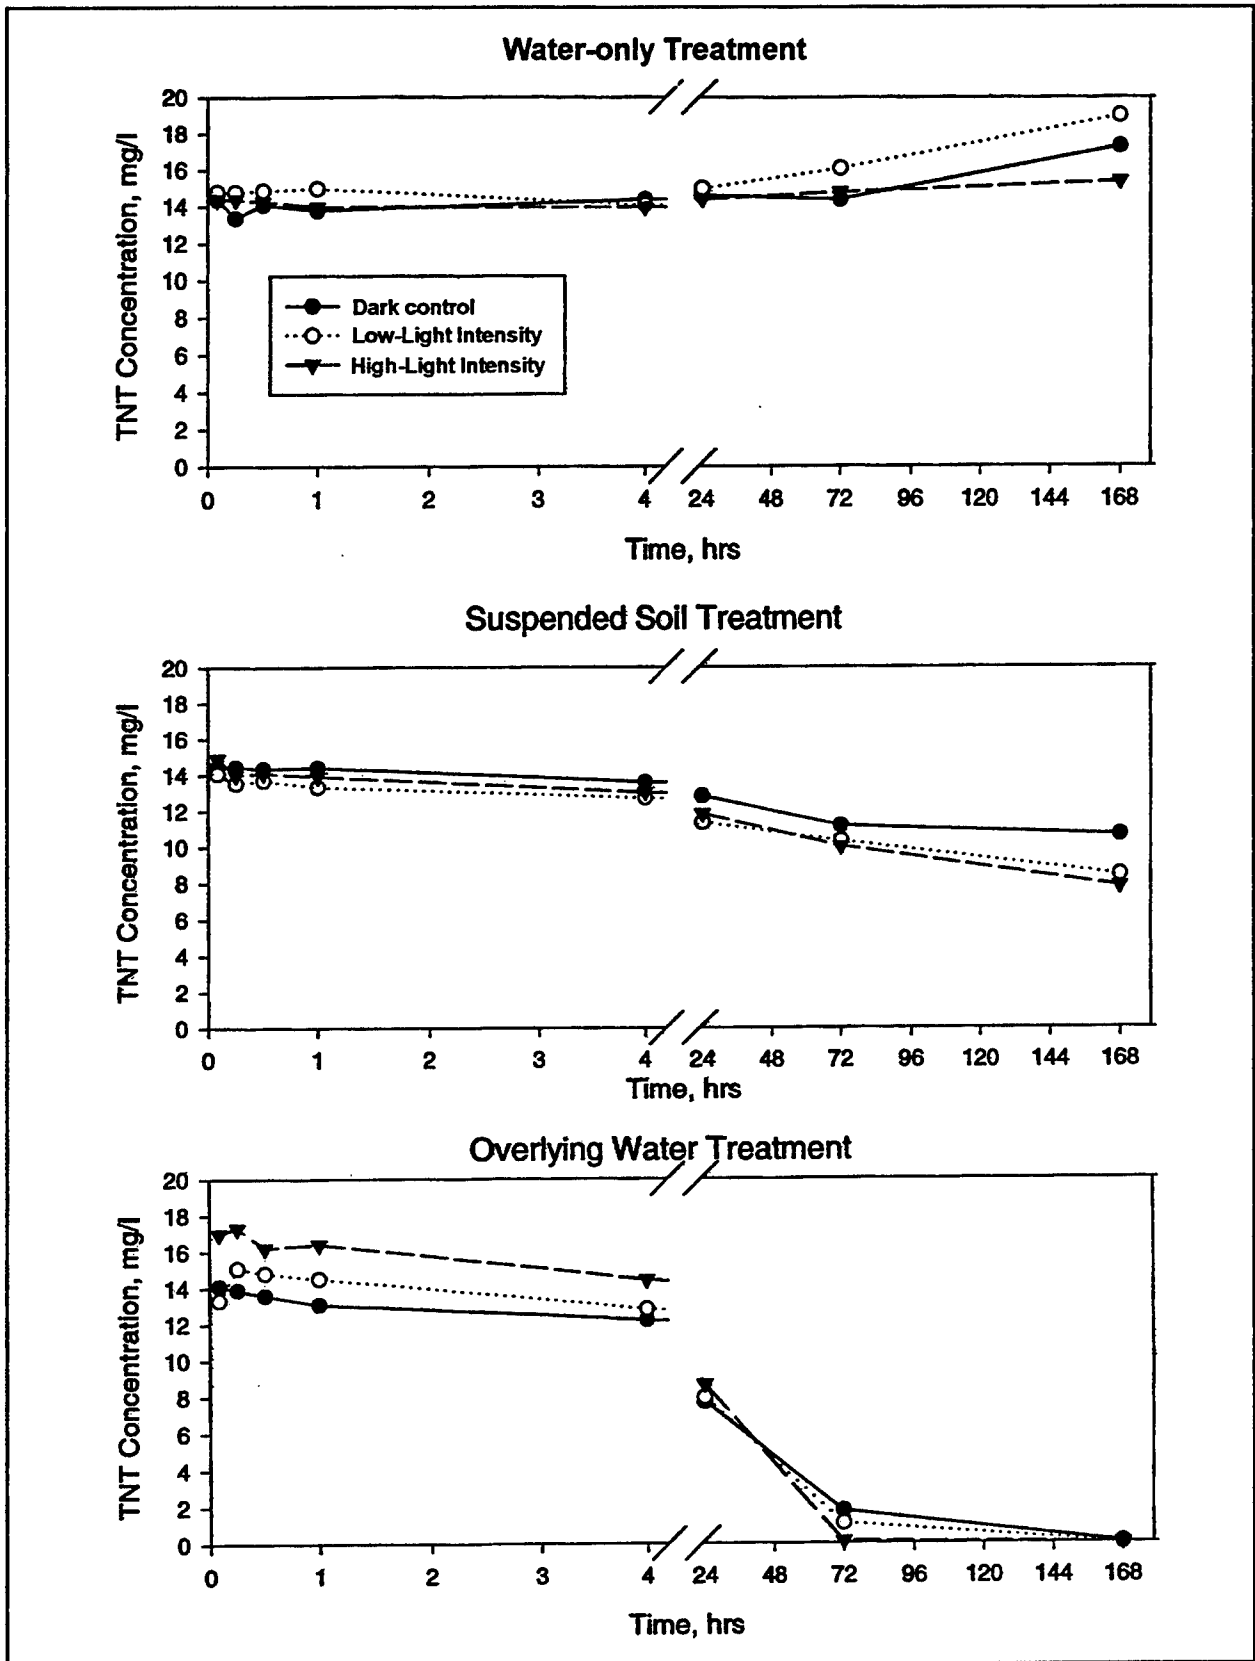 Water-only Treatment
TNT Concentration, mg/l
20
18
16
14
12
10
8
6
4
2
0
Dark control
Low-Light Intensity
High-Light Intensity
0 1 2 3 4 24 48 72 96 120 144 168
Time, hrs
Suspended Soil Treatment
TNT Concentration, mg/l
20
18
16
14
12
10
8
6
4
2
0
0 1 2 3 4 24 48 72 96 120 144 168
Time, hrs
Overlying Water Treatment
TNT Concentration, mg/l
20
18
16
14
12
10
8
6
4
2
0
0 1 2 3 4 24 48 72 96 120 144 168
Time, hrs